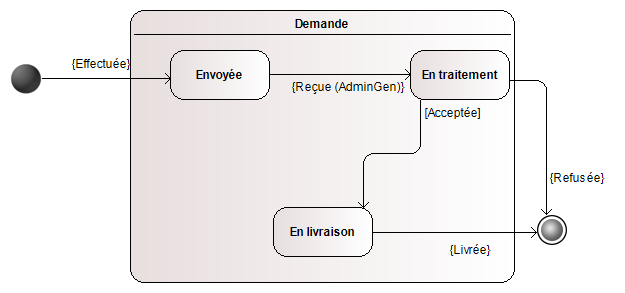 Demande
{Effectuée}
Envoyée
{Reçue (AdminGen)}
En traitement
[Acceptée]
{Refusée}
En livraison
{Livrée}